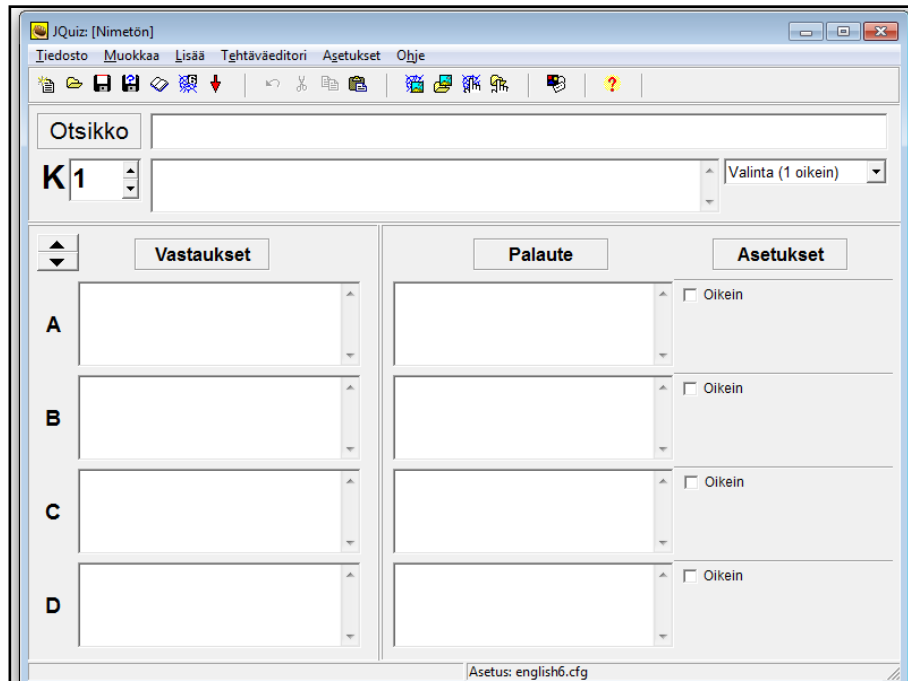 JQuiz: [Nimetön]
Tiedosto Muokkaa Lisää Tehtäväeditori Asetukset Ohje
Otsikko
K 1 Valinta (1 oikein)
Vastaukset Palaute Asetukset
A Oikein
B Oikein
C Oikein
D Oikein
Asetus: english6.cfg